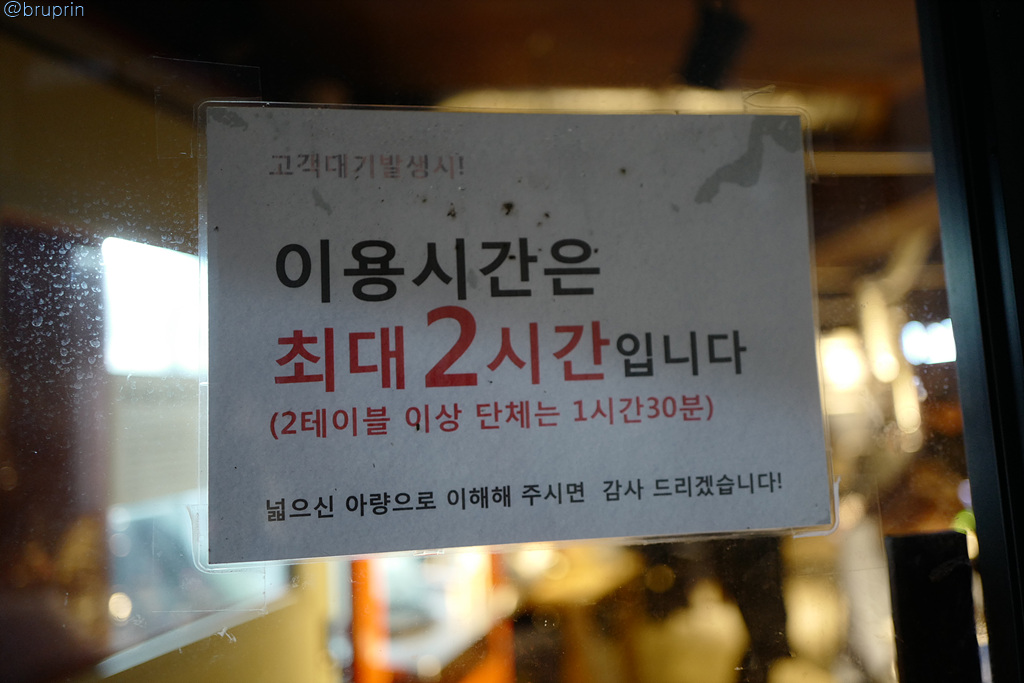 @bruprin
고객대기발생시!
이용시간은
최대2시간입니다
(2테이블 이상 단체는 1시간30분)
넓으신 아량으로 이해해 주시면 감사 드리겠습니다!